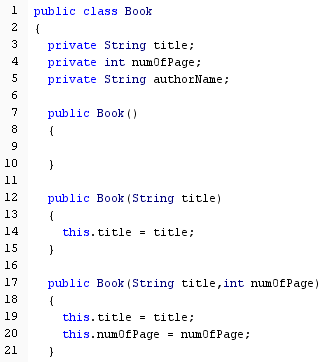 1 public class Book
2 {
3 private String title;
4 private int numOfPage;
5 private String authorName;
6
7 public Book()
8 {
9
10 }
11
12 public Book(String title)
13 {
14 this.title = title;
15 }
16
17 public Book(String title,int numOfPage)
18 {
19 this.title = title;
20 this.numOfPage = numOfPage;
21 }